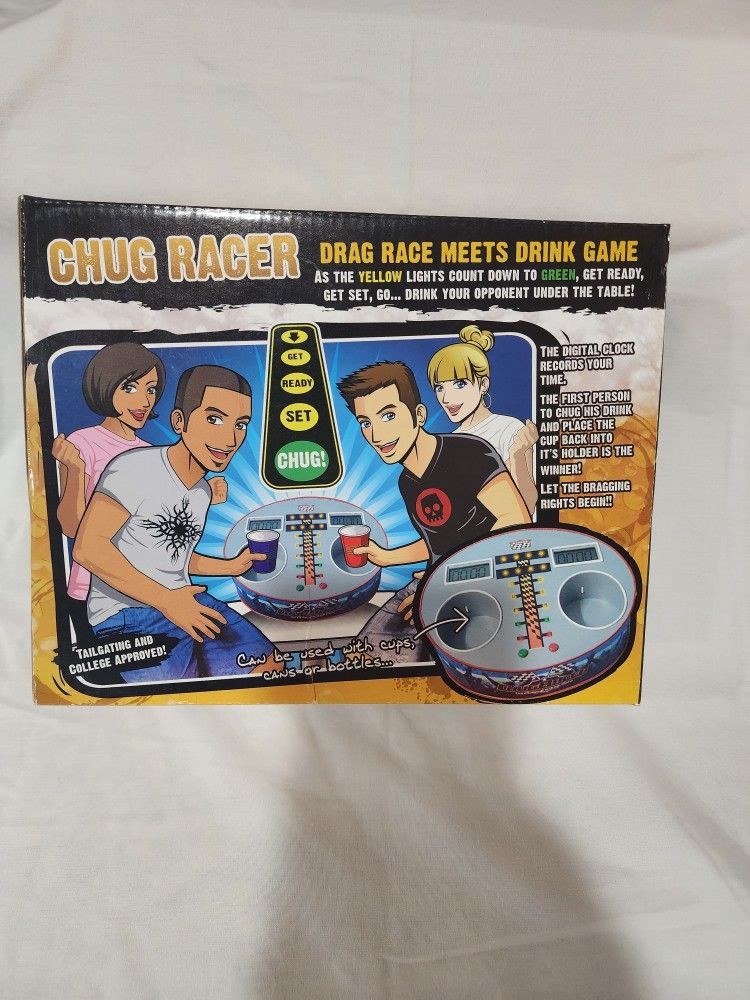 CHUG RACER
DRAG RACE MEETS DRINK GAME
AS THE YELLOW LIGHTS COUNT DOWN TO GREEN, GET READY,
GET SET, GO... DRINK YOUR OPPONENT UNDER THE TABLE!
GET
READY
SET
CHUG!
THE DIGITAL CLOCK
RECORDS YOUR
TIME.
THE FIRST PERSON
TO CHUG HIS DRINK
AND PLACE THE
CUP BACK INTO
IT'S HOLDER IS THE
WINNER!
LET THE BRAGGING
RIGHTS BEGIN!!
TAILGATING AND
COLLEGE APPROVED!
Can be used with cups,
cans or bottles...